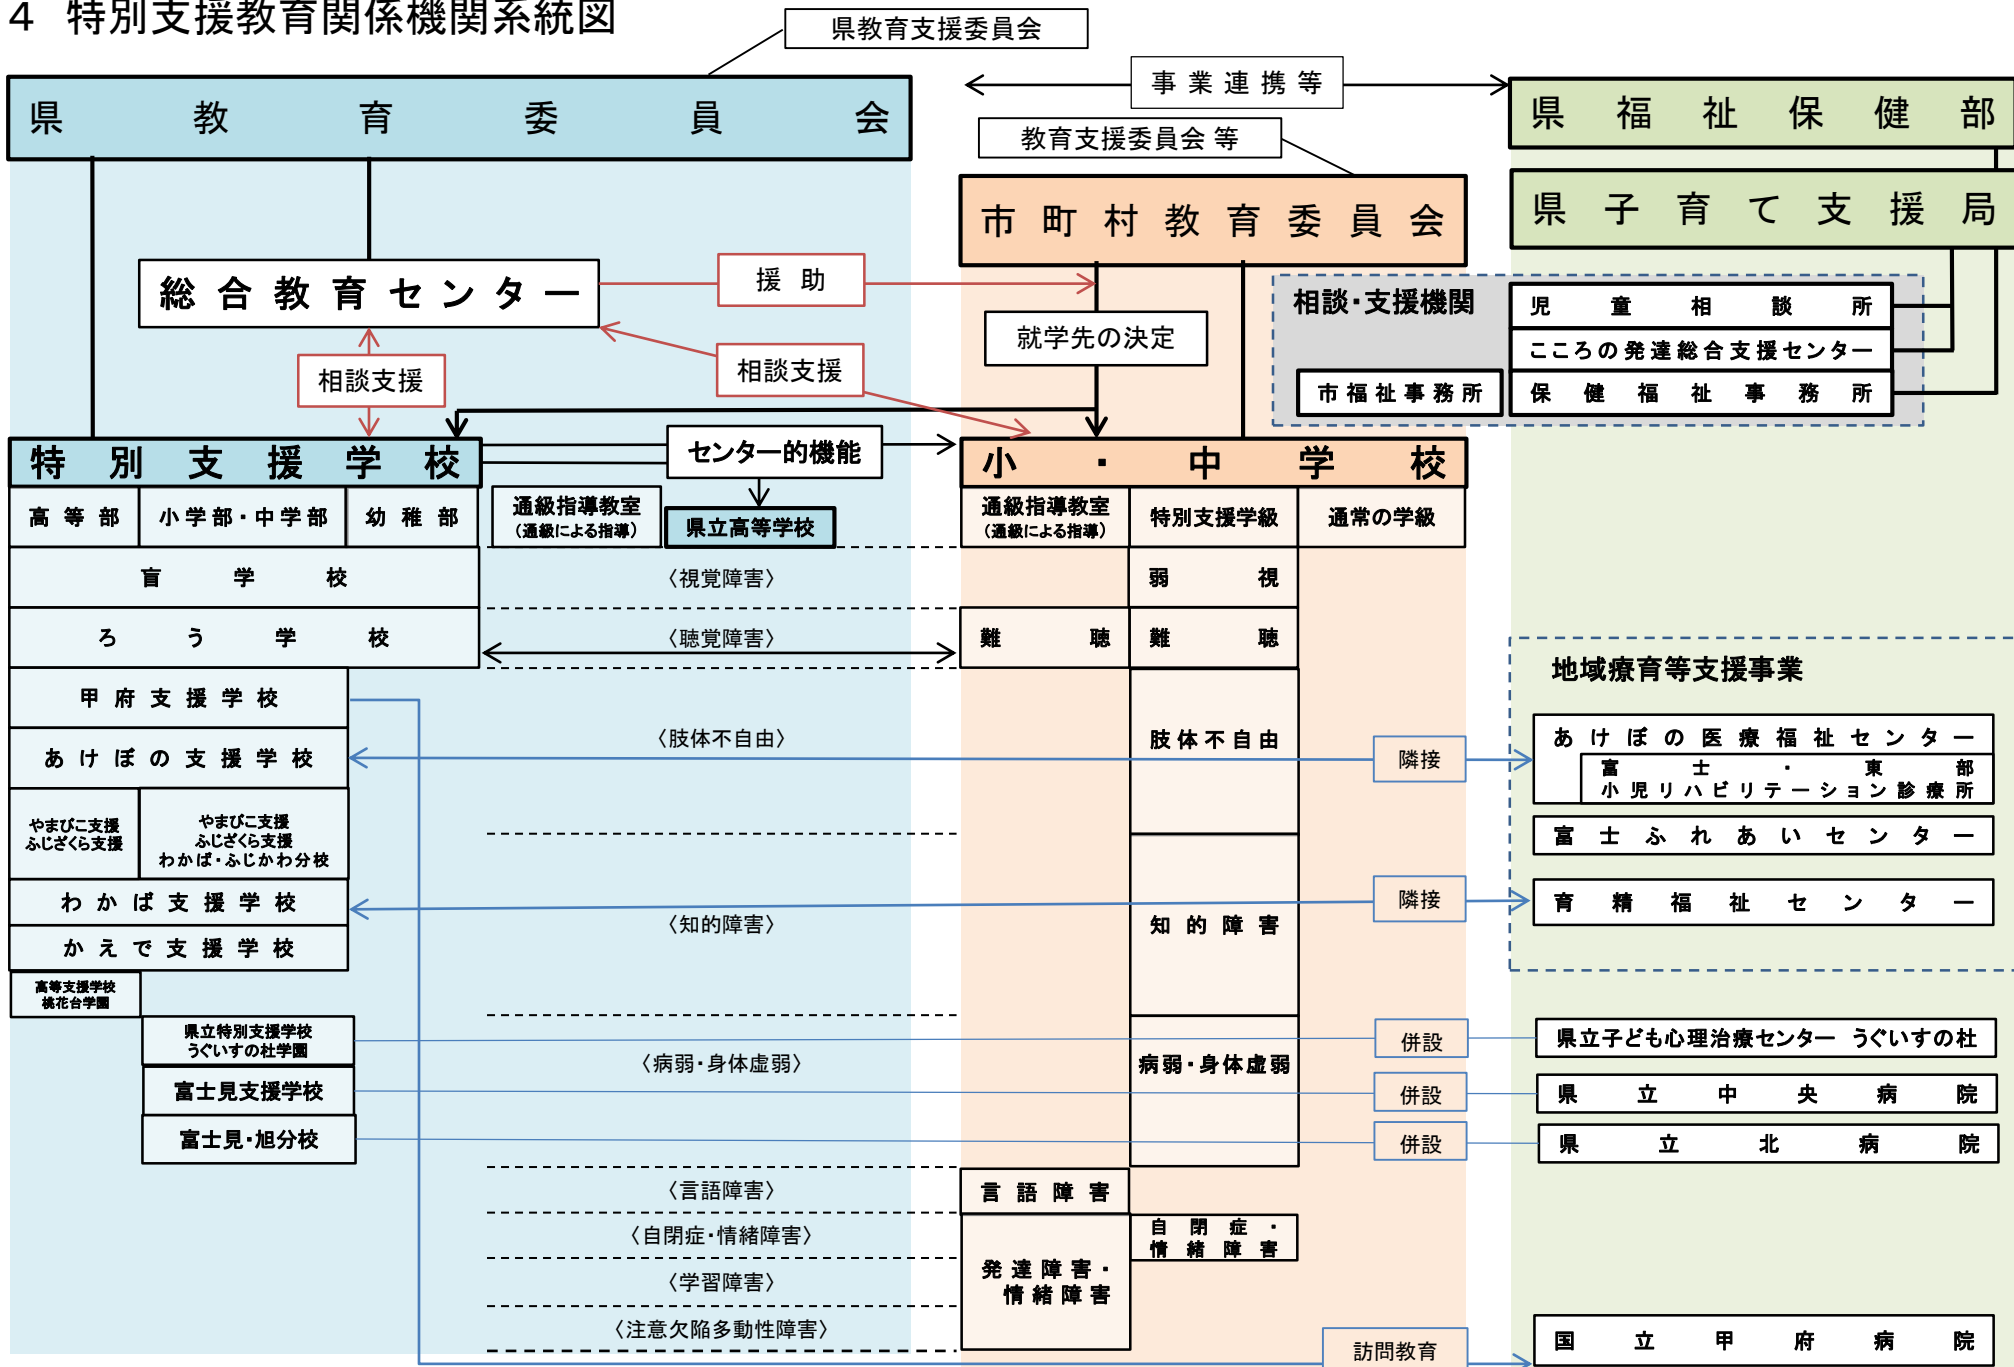 4 特別支援教育関係機関系統図
県教育支援委員会
県教育委員会
事業連携等
県福祉保健部
教育支援委員会 等
市町村教育委員会
県子育て支援局
総合教育センター
援助
相談・支援機関
児童相談所
就学先の決定
こころの発達総合支援センター
相談支援
相談支援
市福祉事務所
保健福祉事務所
特別支援学校
センター的機能
小・中学校
高等部
小学部・中学部
幼稚部
通級指導教室
(通級による指導)
県立高等学校
通級指導教室
(通級による指導)
特別支援学級
通常の学級
盲学校
〈視覚障害〉
弱視
ろう学校
〈聴覚障害〉
難聴
難聴
地域療育等支援事業
甲府支援学校
あけぼの支援学校
〈肢体不自由〉
肢体不自由
隣接
あけぼの医療福祉センター
富士・東部
小児リハビリテーション診療所
やまびこ支援
ふじざくら支援
やまびこ支援
ふじざくら支援
わかば・ふじかわ分校
富士ふれあいセンター
わかば支援学校
〈知的障害〉
知的障害
隣接
育精福祉センター
かえで支援学校
高等支援学校
桃花台学園
県立特別支援学校
うぐいすの杜学園
併設
県立子ども心理治療センター うぐいすの杜
〈病弱・身体虚弱〉
病弱・身体虚弱
富士見支援学校
併設
県立中央病院
富士見・旭分校
併設
県立北病院
〈言語障害〉
言語障害
〈自閉症・情緒障害〉
自閉症・
情緒障害
発達障害・
情緒障害
〈学習障害〉
〈注意欠陥多動性障害〉
訪問教育
国立甲府病院